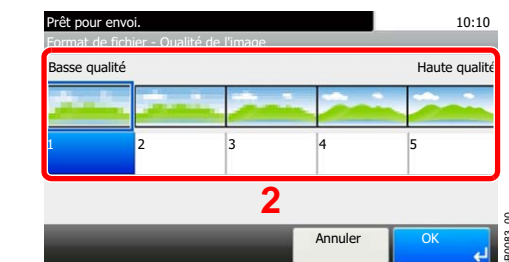 Prêt pour envoi. 10:10
Format de fichier - Qualité de l'image
Basse qualité Haute qualité
1 2 3 4 5
2
Annuler OK